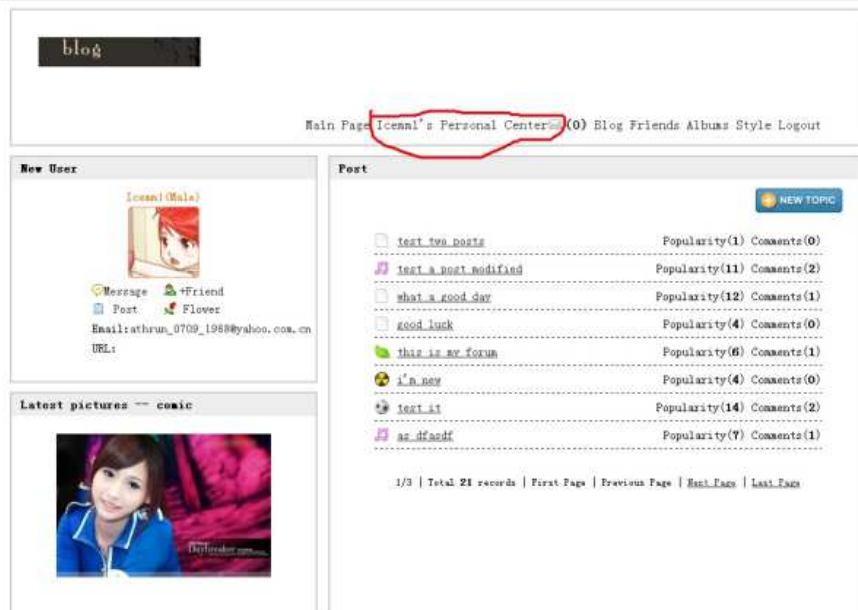 blog
Main Page Icemml's Personal Center (0) Blog Friends Albums Style Logout
New User
Icemml(Male)
Message +Friend
Post Flower
Email:athrun_0709_1988@yahoo.com.cn
URL:
Latest pictures -- comic
Daybreaker
Post
NEW TOPIC
test two posts Popularity(1) Comments(0)
test a post modified Popularity(11) Comments(2)
what a good day Popularity(12) Comments(1)
good luck Popularity(4) Comments(0)
this is my forum Popularity(6) Comments(1)
i'm new Popularity(4) Comments(0)
test it Popularity(14) Comments(2)
as dfasdf Popularity(7) Comments(1)
1/3 | Total 21 records | First Page | Previous Page | Next Page | Last Page